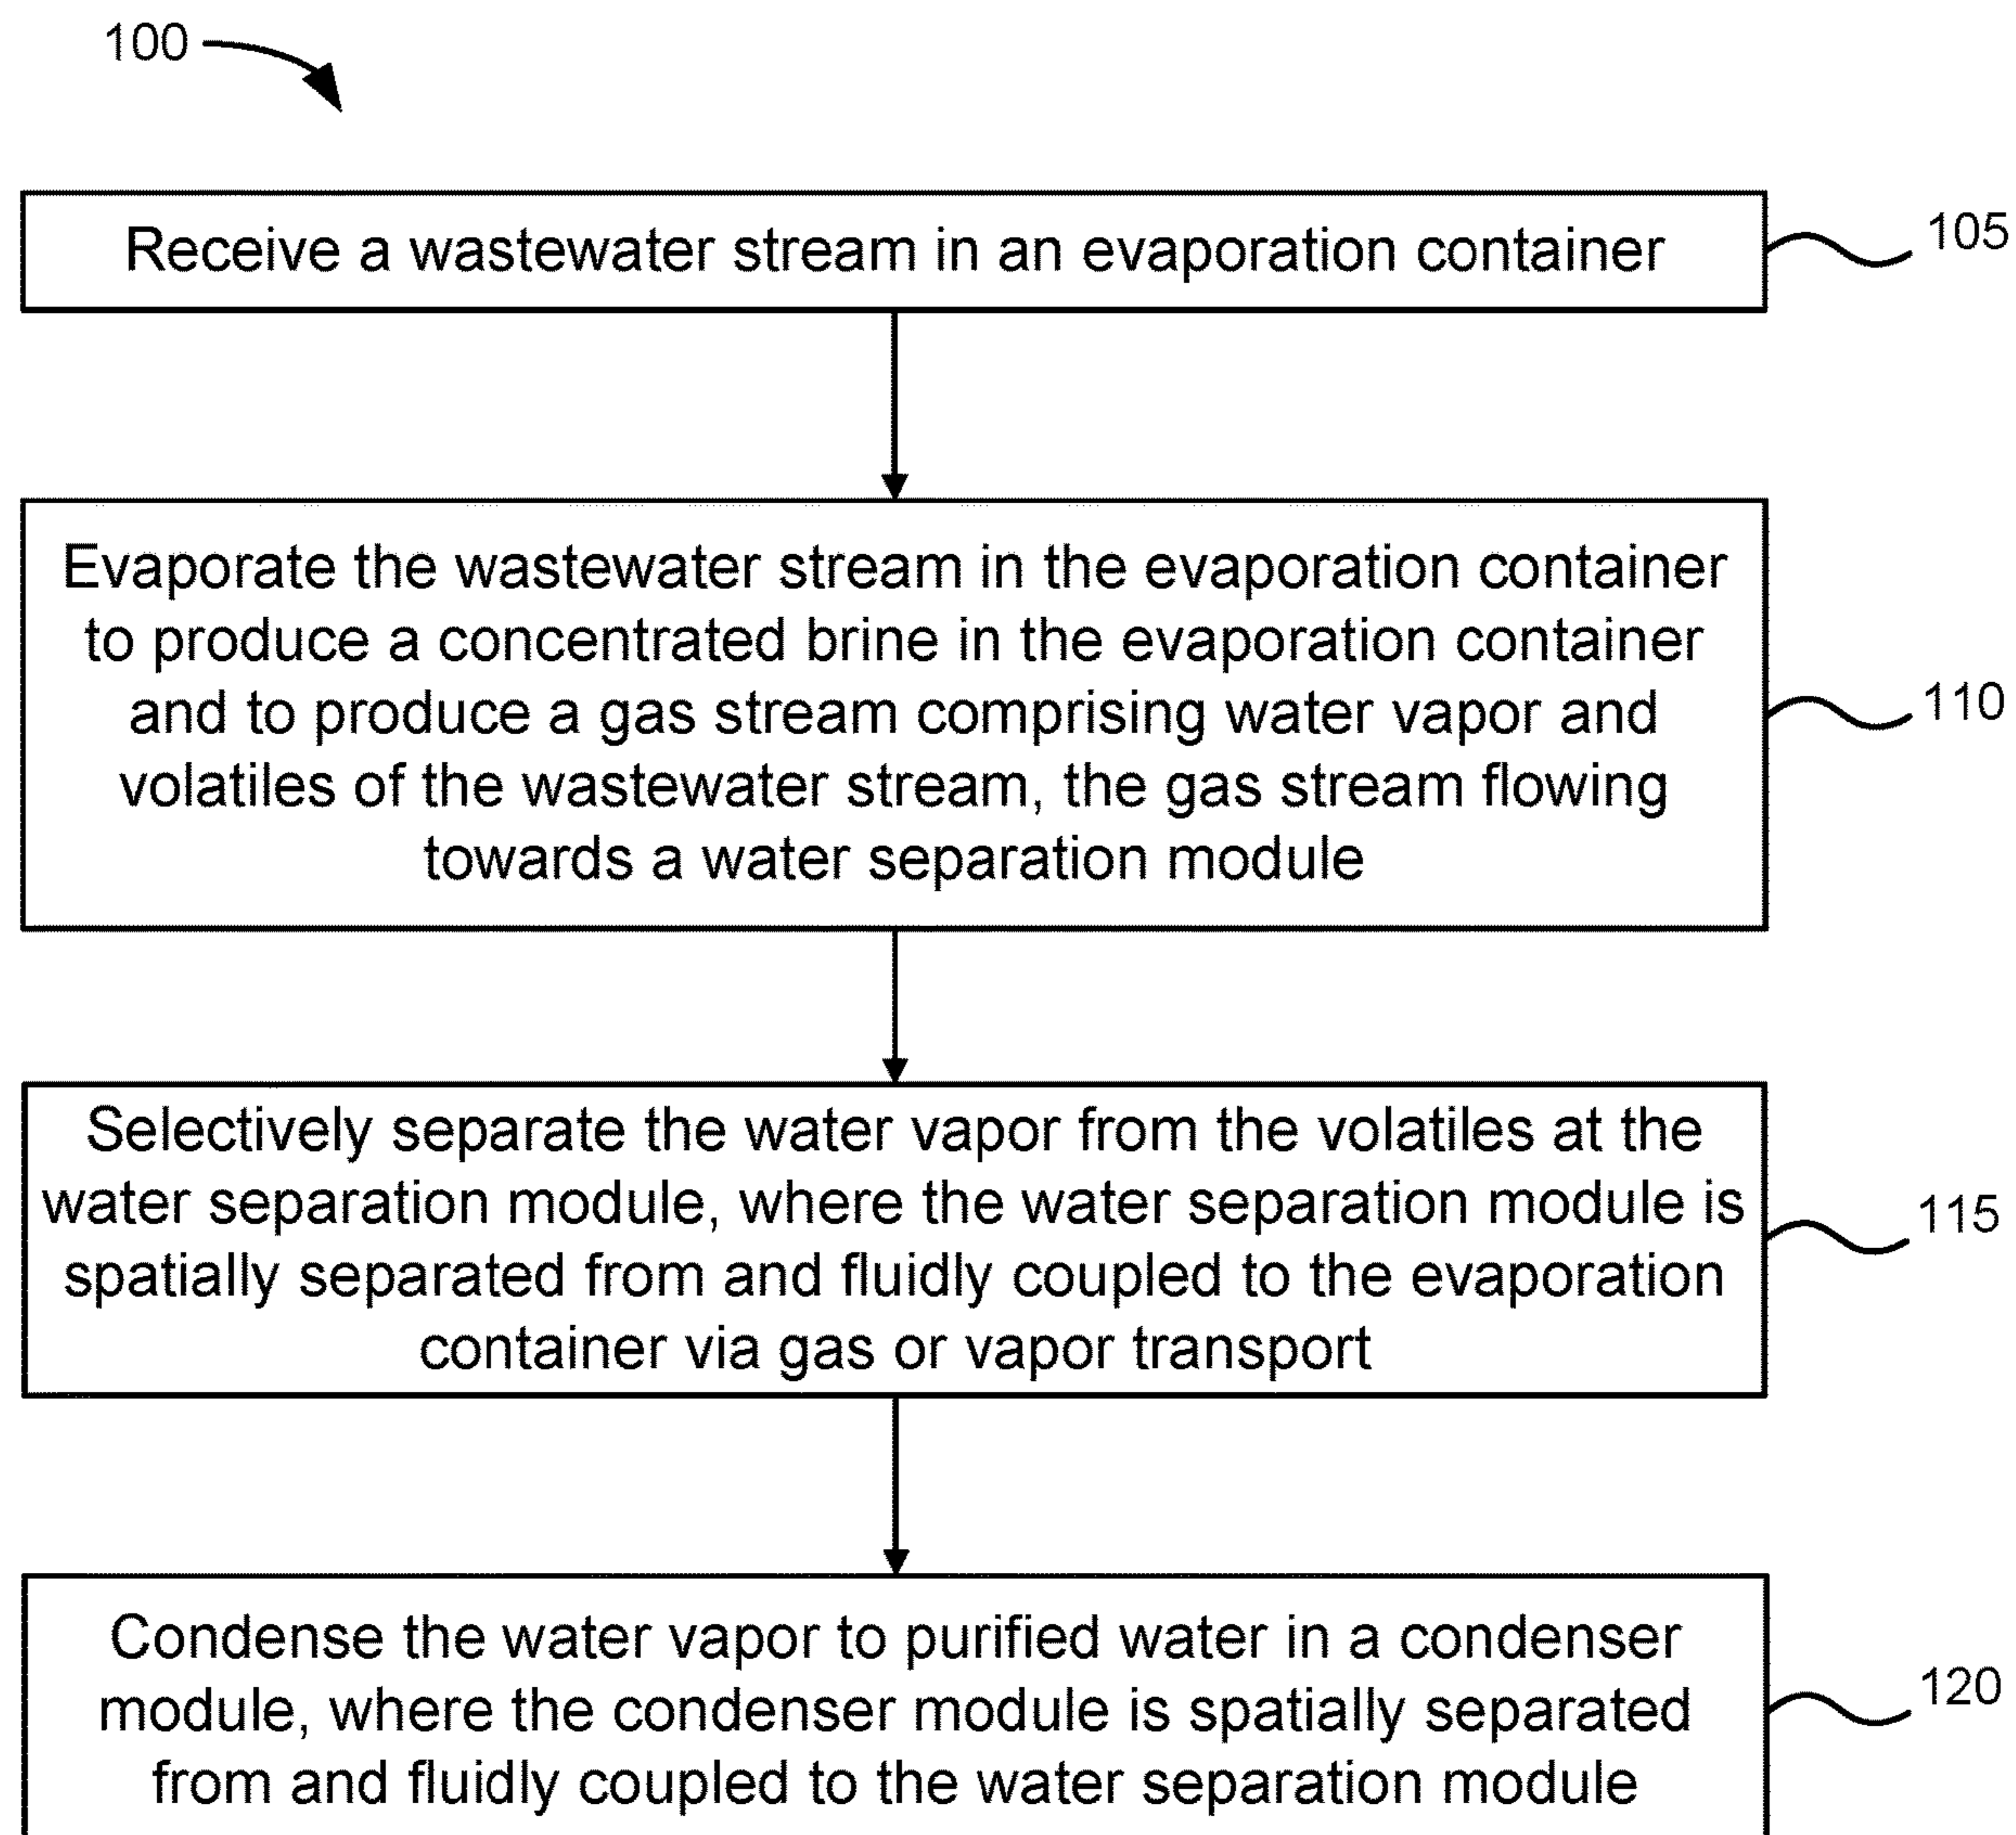 100
Receive a wastewater stream in an evaporation container
105
Evaporate the wastewater stream in the evaporation container
to produce a concentrated brine in the evaporation container
and to produce a gas stream comprising water vapor and
volatiles of the wastewater stream, the gas stream flowing
towards a water separation module
110
Selectively separate the water vapor from the volatiles at the
water separation module, where the water separation module is
spatially separated from and fluidly coupled to the evaporation
container via gas or vapor transport
115
Condense the water vapor to purified water in a condenser
module, where the condenser module is spatially separated
from and fluidly coupled to the water separation module
120